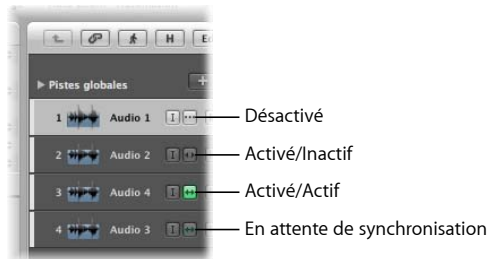 H
Pistes globales
1 Audio 1 I Désactivé
2 Audio 2 I Activé/Inactif
3 Audio 4 I Activé/Actif
4 Audio 3 I En attente de synchronisation